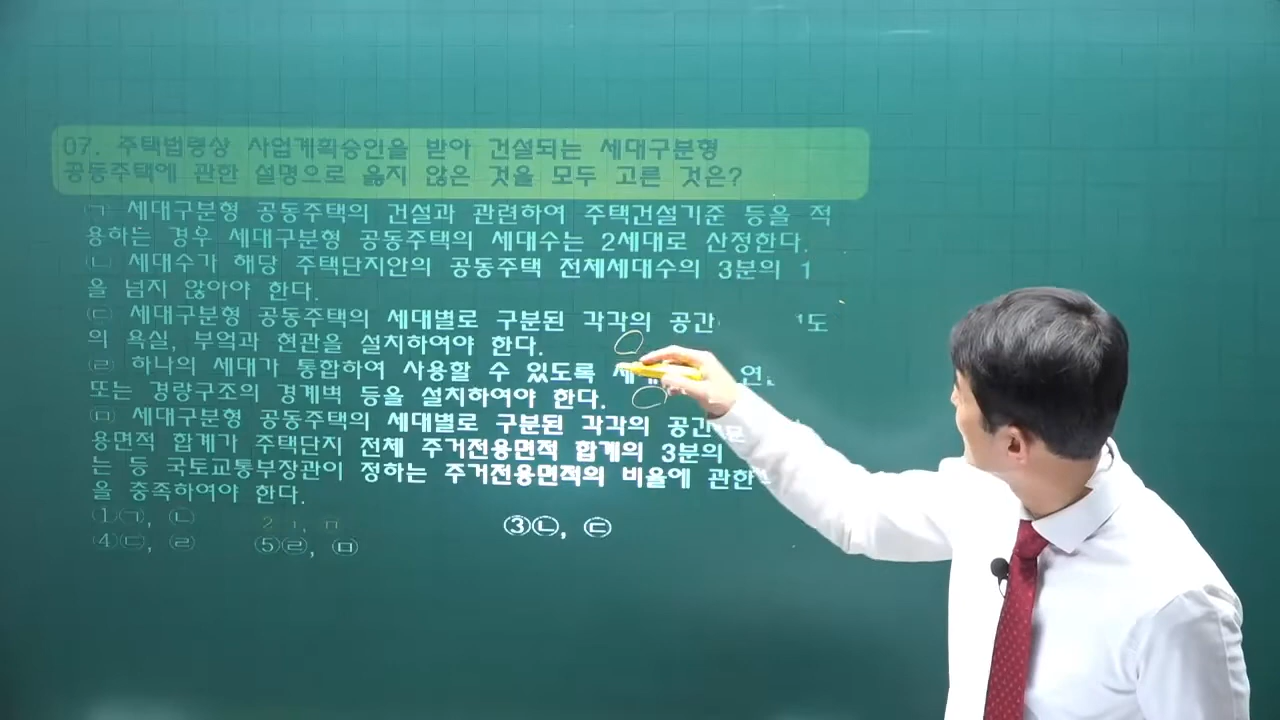 07. 주택법령상 사업계획승인을 받아 건설되는 세대구분형
공동주택에 관한 설명으로 옳지 않은 것을 모두 고른 것은?
㉠ 세대구분형 공동주택의 건설과 관련하여 주택건설기준 등을 적
용하는 경우 세대구분형 공동주택의 세대수는 2세대로 산정한다.
㉡ 세대수가 해당 주택단지안의 공동주택 전체세대수의 3분의 1
을 넘지 않아야 한다.
㉢ 세대구분형 공동주택의 세대별로 구분된 각각의 공간
의 욕실, 부엌과 현관을 설치하여야 한다.
㉣ 하나의 세대가 통합하여 사용할 수 있도록
또는 경량구조의 경계벽 등을 설치하여야 한다.
㉤ 세대구분형 공동주택의 세대별로 구분된 각각의 공간
용면적 합계가 주택단지 전체 주거전용면적 합계의 3분의
는 등 국토교통부장관이 정하는 주거전용면적의 비율에 관한
을 충족하여야 한다.
①㉠, ㉡ ③㉡, ㉢
④㉢, ㉣ ⑤㉣, ㉤